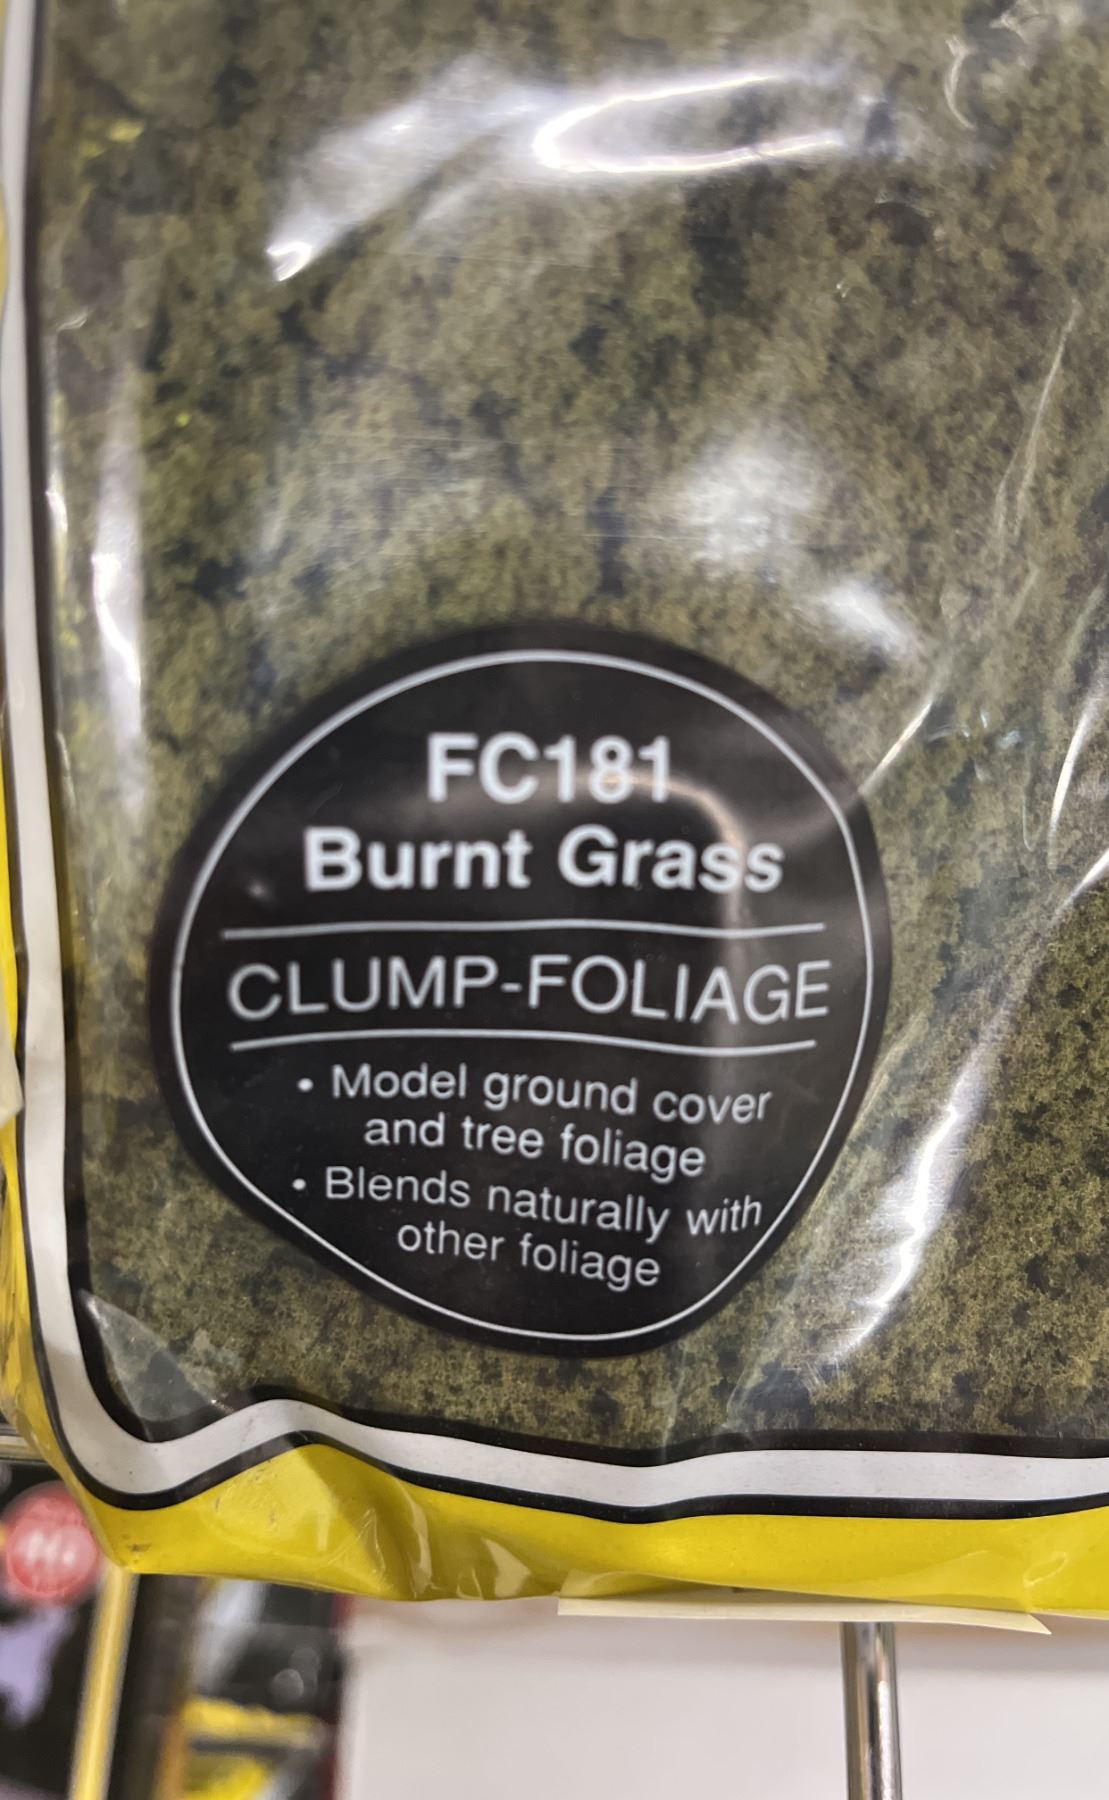 FC181
Burnt Grass
CLUMP-FOLIAGE
• Model ground cover
and tree foliage
• Blends naturally with
other foliage